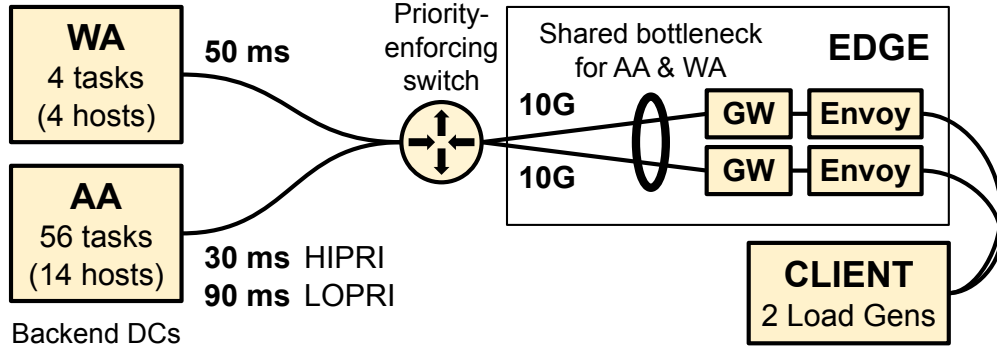 WA
4 tasks
(4 hosts)
50 ms
Priority-
enforcing
switch
Shared bottleneck
for AA & WA
EDGE
10G
GW
Envoy
10G
GW
Envoy
AA
56 tasks
(14 hosts)
30 ms HIPRI
90 ms LOPRI
Backend DCs
CLIENT
2 Load Gens